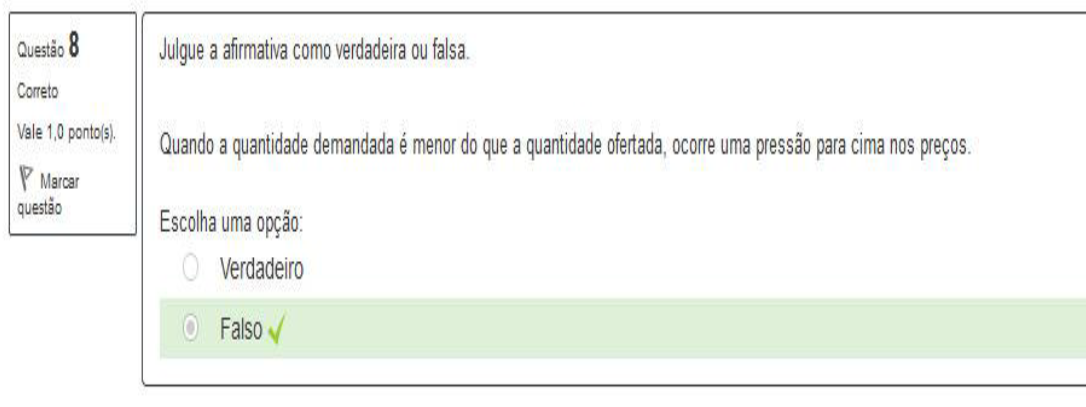 Questão 8
Correto
Vale 1,0 ponto(s).
Marcar
questão
Julgue a afirmativa como verdadeira ou falsa.
Quando a quantidade demandada é menor do que a quantidade ofertada, ocorre uma pressão para cima nos preços.
Escolha uma opção:
Verdadeiro
Falso